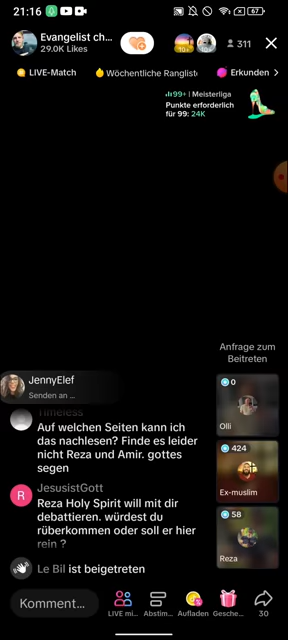 21:16
67
Evangelist ch...
29.0K Likes
311
LIVE-Match
Wöchentliche Ranglist
Erkunden
99+ | Meisterliga
Punkte erforderlich
für 99: 24K
Anfrage zum
Beitreten
JennyElef
Senden an ...
0
Olli
Timeless
Auf welchen Seiten kann ich
das nachlesen? Finde es leider
nicht Reza und Amir. gottes
segen
424
Ex-muslim
R
JesusistGott
Reza Holy Spirit will mit dir
debattieren. würdest du
rüberkommen oder soll er hier
rein ?
58
Reza
Le Bil ist beigetreten
Komment...
LIVE mi...
Abstim...
Aufladen
Gesche...
30